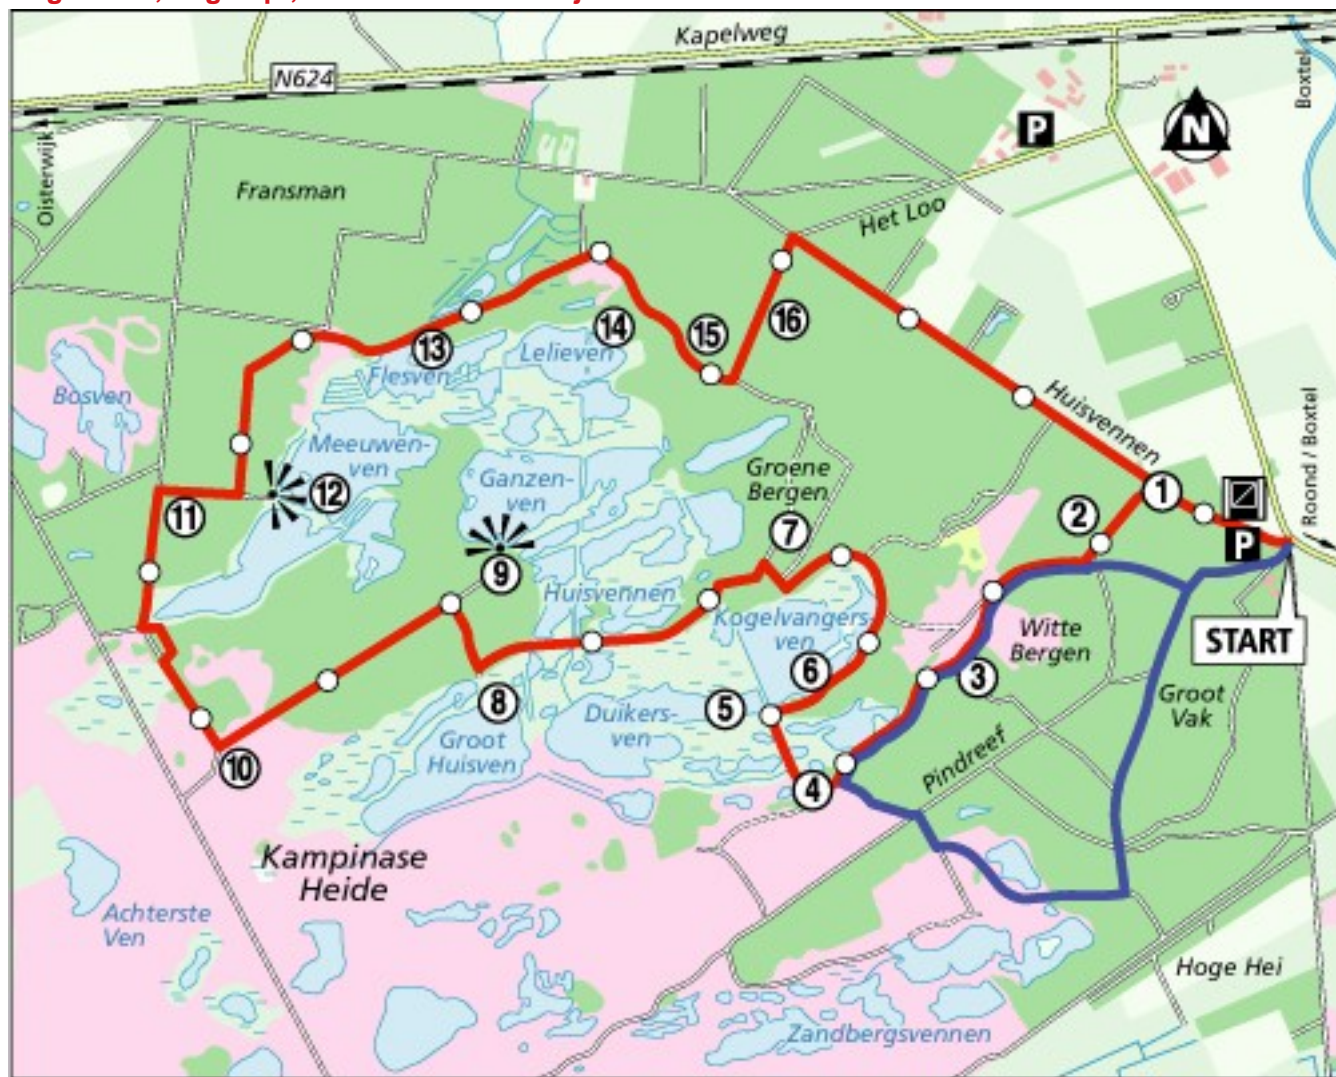 Kapelweg
N624
Boxtel
Oisterwijk
P
N
Fransman
Het Loo
16
14
15
13
Lelieven
Flesven
Bosven
Huisvennen
Meeuwen-
ven
Groene
Bergen
Ganzen-
ven
Roond / Boxtel
1
2
11
12
7
P
9
Huisvennen
Kogelvangers-
ven
Witte
Bergen
START
6
3
8
5
Duikers-
ven
Groot
Vak
Groot
Huisven
10
4
Pindreef
Kampinase
Heide
Achterste
Ven
Hoge Hei
Zandbergsvennen